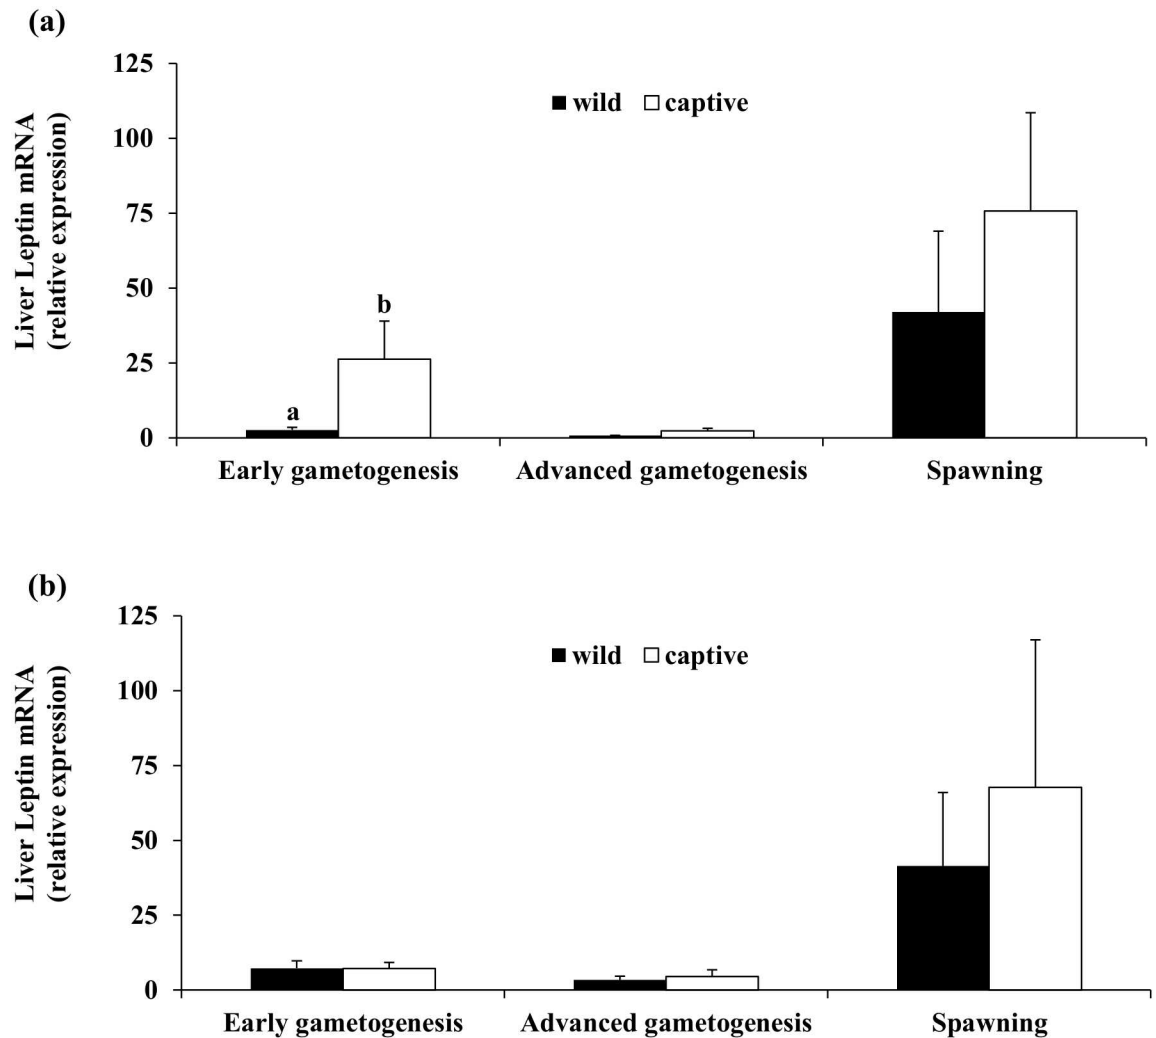 (a)
125
100
75
50
25
0
Liver Leptin mRNA
(relative expression)
wild captive
a
b
Early gametogenesis Advanced gametogenesis Spawning
(b)
125
100
75
50
25
0
Liver Leptin mRNA
(relative expression)
wild captive
Early gametogenesis Advanced gametogenesis Spawning